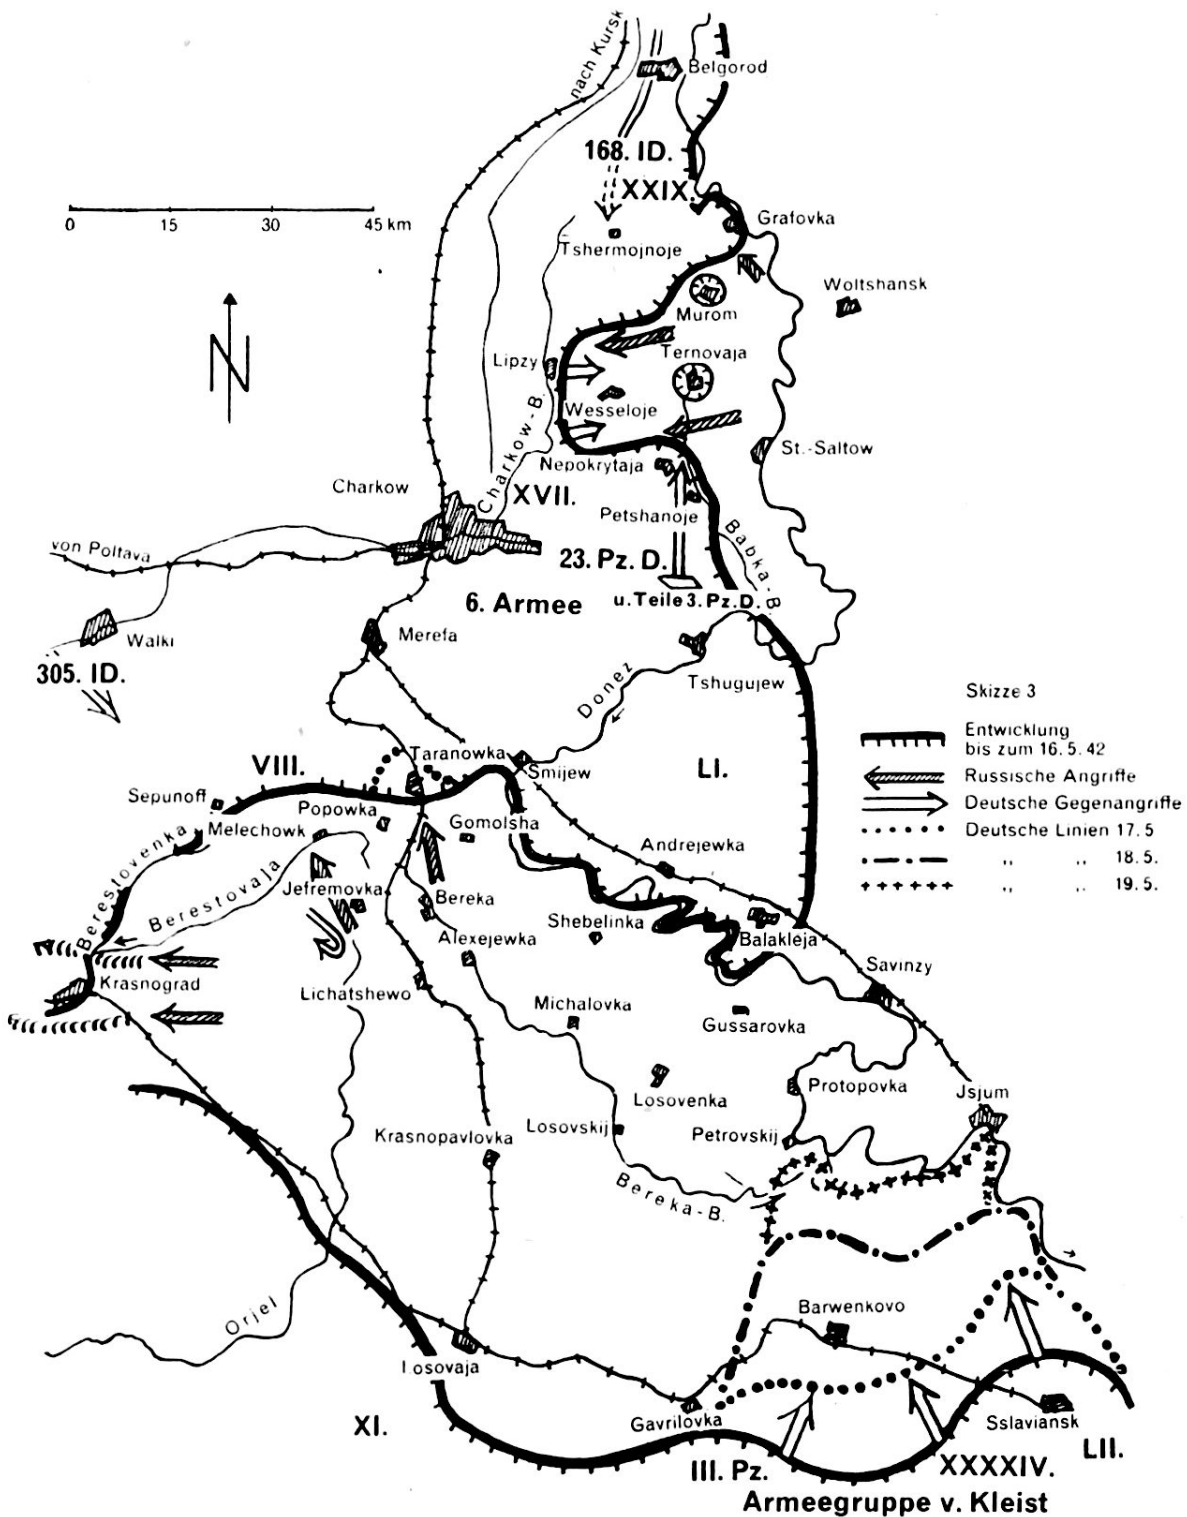 nach Kursk
Belgorod
168. ID.
XXIX.
0 15 30 45 km
Grafovka
Tshermojnoje
Woltshansk
Murom
N
Lipzy
Ternovaja
Wesseloje
Charkow-B.
St.-Saltow
Nepokrytaja
Charkow
XVII.
Petshanoje
Babka-B.
von Poltava
23. Pz. D.
6. Armee
u. Teile 3. Pz. D.
Walki
Merefa
305. ID.
Donez
Tshugujew
Skizze 3
Entwicklung
bis zum 16.5.42
Russische Angriffe
Deutsche Gegenangriffe
Deutsche Linien 17.5
,, ,, 18.5.
,, ,, 19.5.
VIII.
Taranowka
Smijew
LI.
Sepunoff
Popowka
Melechowk
Gomolsha
Andrejewka
Berestovenka
Berestovaja
Jefremovka
Bereka
Shebelinka
Alexejewka
Balakleja
Savinzy
Krasnograd
Lichatshewo
Michalovka
Gussarovka
Protopovka
Losovenka
Jsjum
Krasnopavlovka
Losovskij
Petrovskij
Bereka-B.
Orjel
Barwenkovo
Losovaja
Gavrilovka
Sslaviansk
XI.
III. Pz.
XXXXIV.
LII.
Armeegruppe v. Kleist